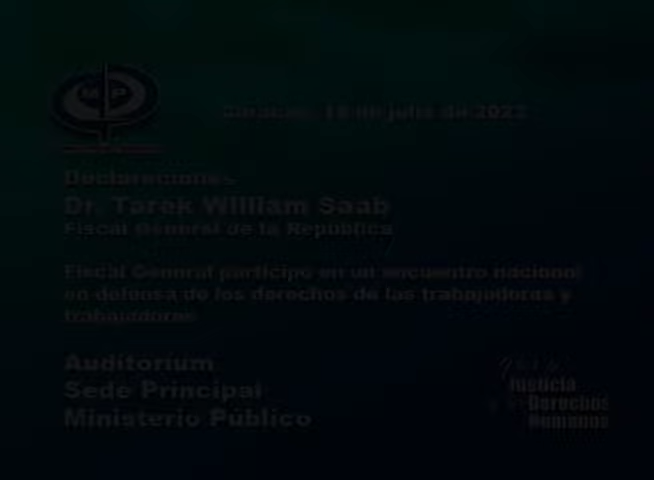 MP
Caracas, 18 de julio de 2022
Declaraciones
Dr. Tarek William Saab
Fiscal General de la República
Fiscal General participó en un encuentro nacional
en defensa de los derechos de las trabajadoras y
trabajadores
Auditorium
Sede Principal
Ministerio Público
Justicia
Derechos
Humanos